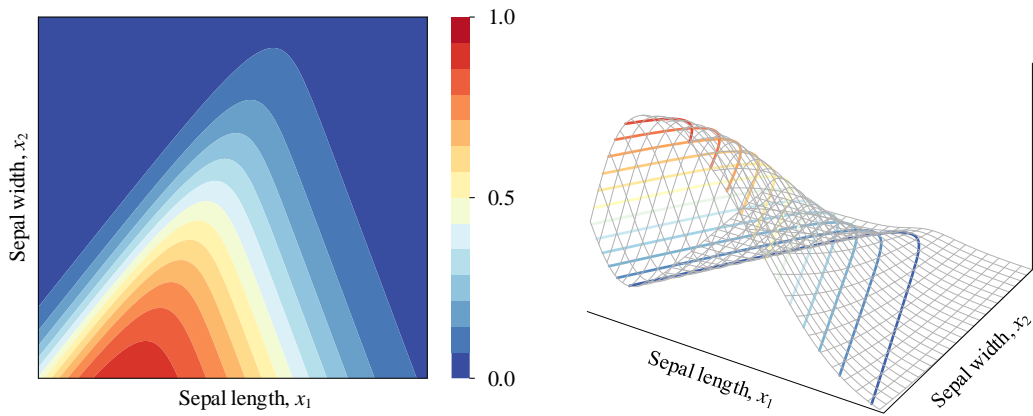 Sepal width, x2
Sepal length, x1
1.0
0.5
0.0
Sepal length, x1
Sepal width, x2